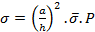 σ = (a/h)² . σ̄. P